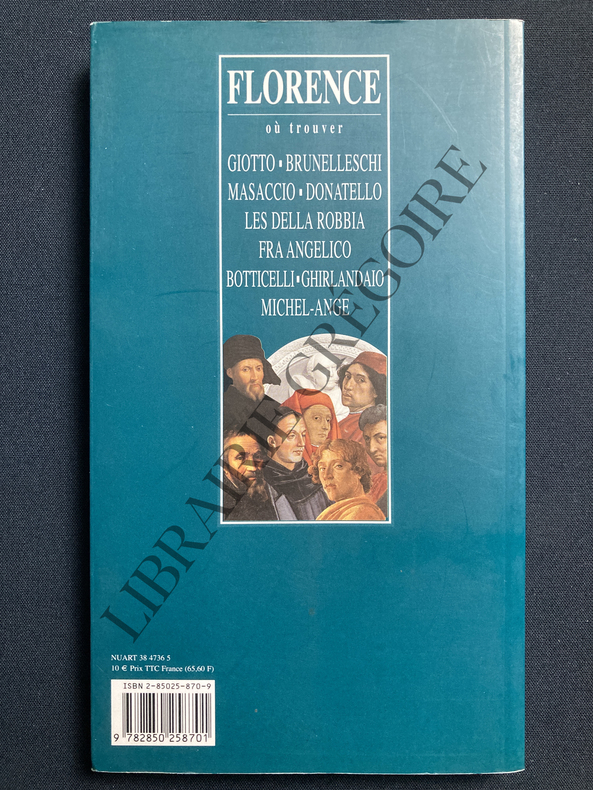 FLORENCE
où trouver
GIOTTO ▪ BRUNELLESCHI
MASACCIO ▪ DONATELLO
LES DELLA ROBBIA
FRA ANGELICO
BOTTICELLI ▪ GHIRLANDAIO
MICHEL-ANGE
LIBRAIRIE GRÉGOIRE
NUART 38 4736 5
10 € Prix TTC France (65,60 F)
ISBN 2-85025-870-9
9 782850 258701